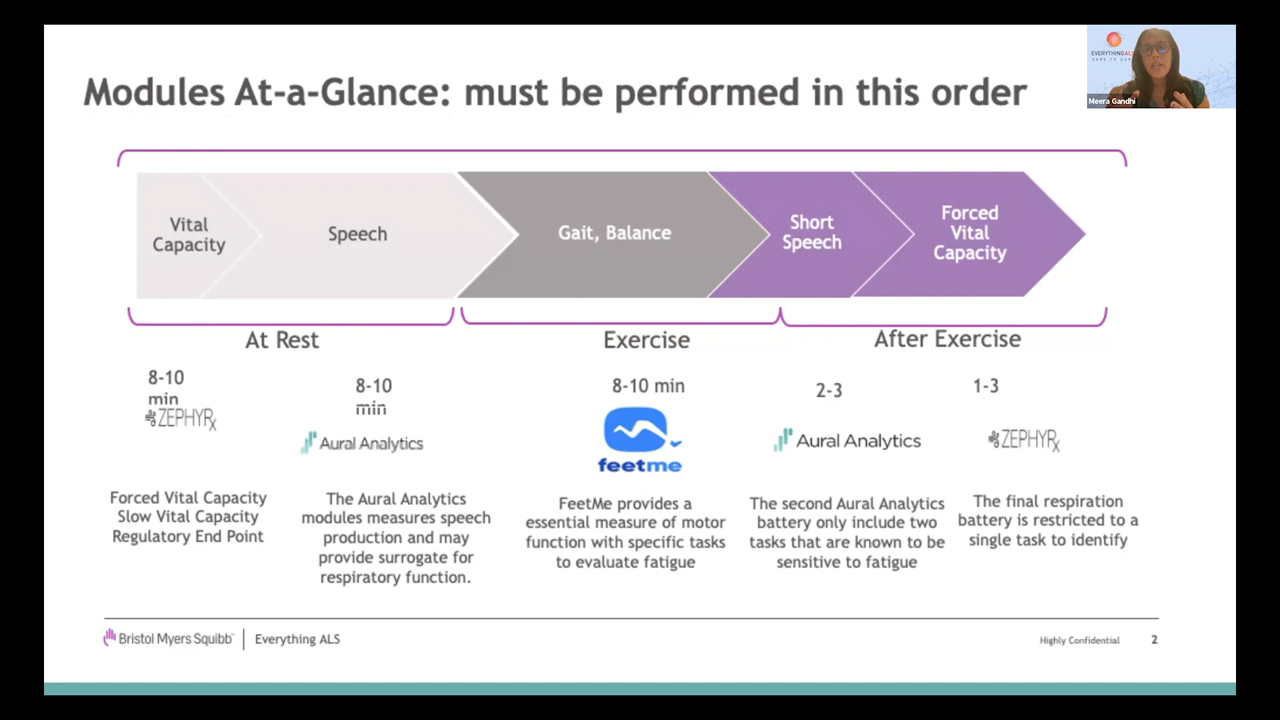 Modules At-a-Glance: must be performed in this order
EVERYTHINGALS
Meera Gandhi
Vital
Capacity
Speech
Gait, Balance
Short
Speech
Forced
Vital
Capacity
At Rest
Exercise
After Exercise
8-10
min
ZEPHYRx
8-10
min
Aural Analytics
8-10 min
feetme
2-3
Aural Analytics
1-3
ZEPHYRx
Forced Vital Capacity
Slow Vital Capacity
Regulatory End Point
The Aural Analytics
modules measures speech
production and may
provide surrogate for
respiratory function.
FeetMe provides a
essential measure of motor
function with specific tasks
to evaluate fatigue
The second Aural Analytics
battery only include two
tasks that are known to be
sensitive to fatigue
The final respiration
battery is restricted to a
single task to identify
Bristol Myers Squibb™ | Everything ALS
Highly Confidential 2